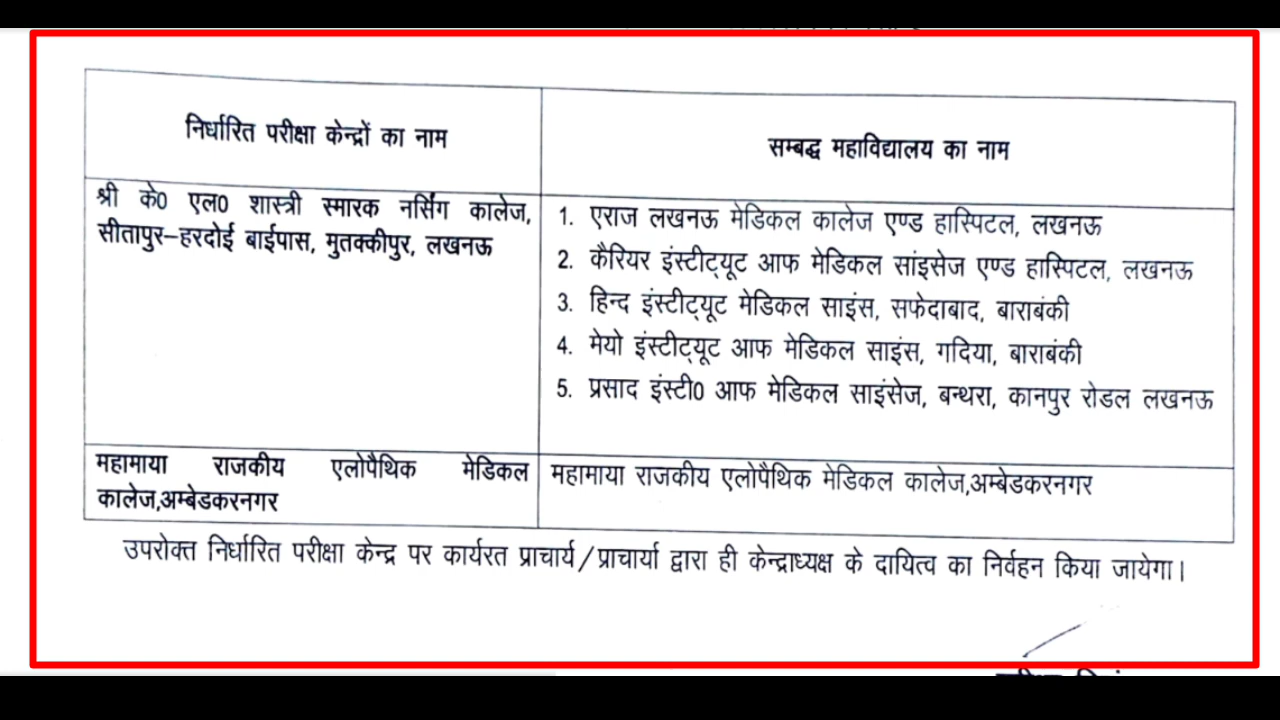 निर्धारित परीक्षा केन्द्रों का नाम
सम्बद्ध महाविद्यालय का नाम
श्री के0 एल0 शास्त्री स्मारक नर्सिंग कालेज,
सीतापुर–हरदोई बाईपास, मुतक्कीपुर, लखनऊ
1. एराज लखनऊ मेडिकल कालेज एण्ड हास्पिटल, लखनऊ
2. कैरियर इंस्टीट्यूट आफ मेडिकल सांइसेज एण्ड हास्पिटल, लखनऊ
3. हिन्द इंस्टीट्यूट मेडिकल साइंस, सफेदाबाद, बाराबंकी
4. मेयो इंस्टीट्यूट आफ मेडिकल साइंस, गदिया, बाराबंकी
5. प्रसाद इंस्टी0 आफ मेडिकल साइंसेज, बन्थरा, कानपुर रोडल लखनऊ
महामाया राजकीय एलोपैथिक मेडिकल
कालेज,अम्बेडकरनगर
महामाया राजकीय एलोपैथिक मेडिकल कालेज,अम्बेडकरनगर
उपरोक्त निर्धारित परीक्षा केन्द्र पर कार्यरत प्राचार्य/प्राचार्या द्वारा ही केन्द्राध्यक्ष के दायित्व का निर्वहन किया जायेगा।